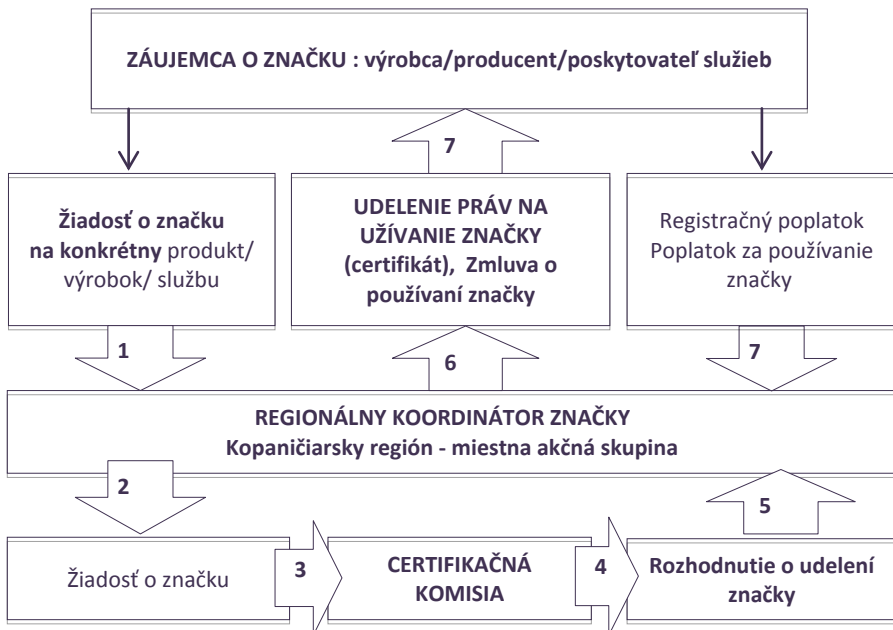 ZÁUJEMCA O ZNAČKU : výrobca/producent/poskytovateľ služieb
7
Žiadosť o značku
na konkrétny produkt/
výrobok/ službu
UDELENIE PRÁV NA
UŽÍVANIE ZNAČKY
(certifikát), Zmluva o
používaní značky
Registračný poplatok
Poplatok za používanie
značky
1
6
7
REGIONÁLNY KOORDINÁTOR ZNAČKY
Kopaničiarsky región - miestna akčná skupina
2
5
Žiadosť o značku
3
CERTIFIKAČNÁ
KOMISIA
4
Rozhodnutie o udelení
značky